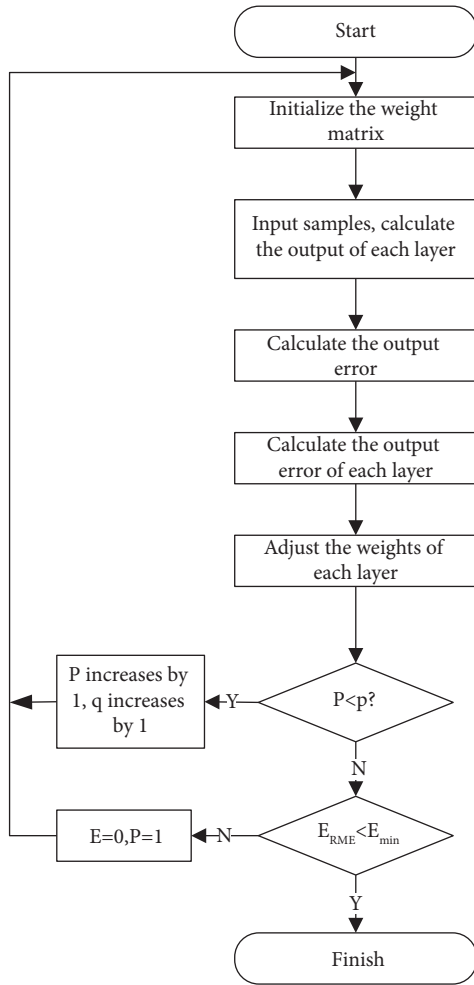 Start
Initialize the weight
matrix
Input samples, calculate
the output of each layer
Calculate the output
error
Calculate the output
error of each layer
Adjust the weights of
each layer
P increases by
1, q increases
by 1
Y
P<p?
N
E=0,P=1
N
E_RME<E_min
Y
Finish